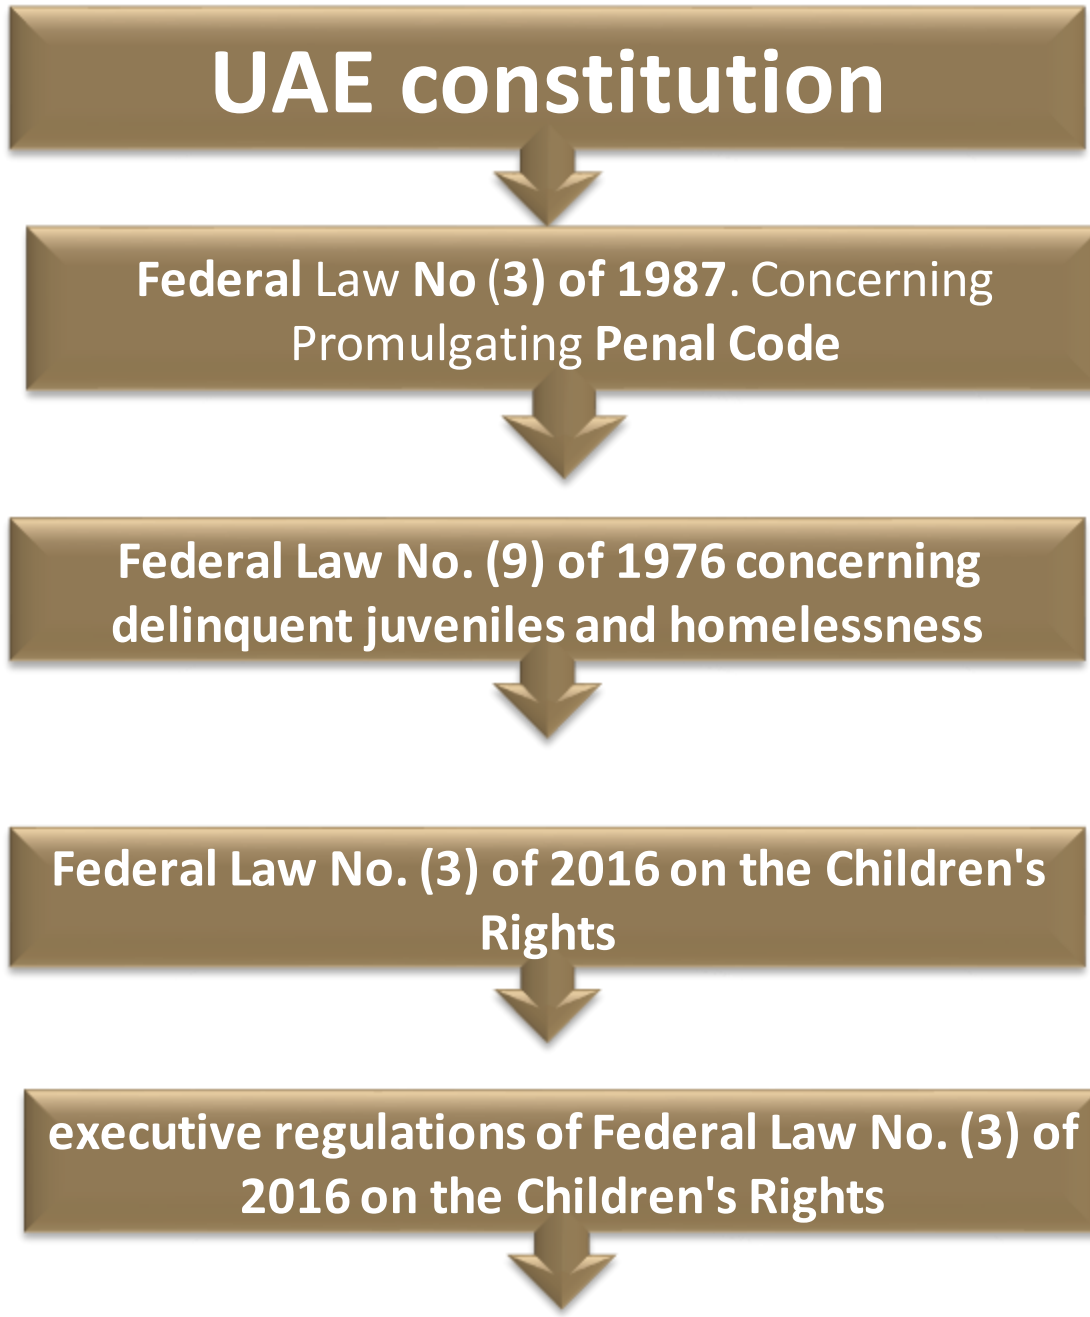 UAE constitution
Federal Law No (3) of 1987. Concerning
Promulgating Penal Code
Federal Law No. (9) of 1976 concerning
delinquent juveniles and homelessness
Federal Law No. (3) of 2016 on the Children's
Rights
executive regulations of Federal Law No. (3) of
2016 on the Children's Rights